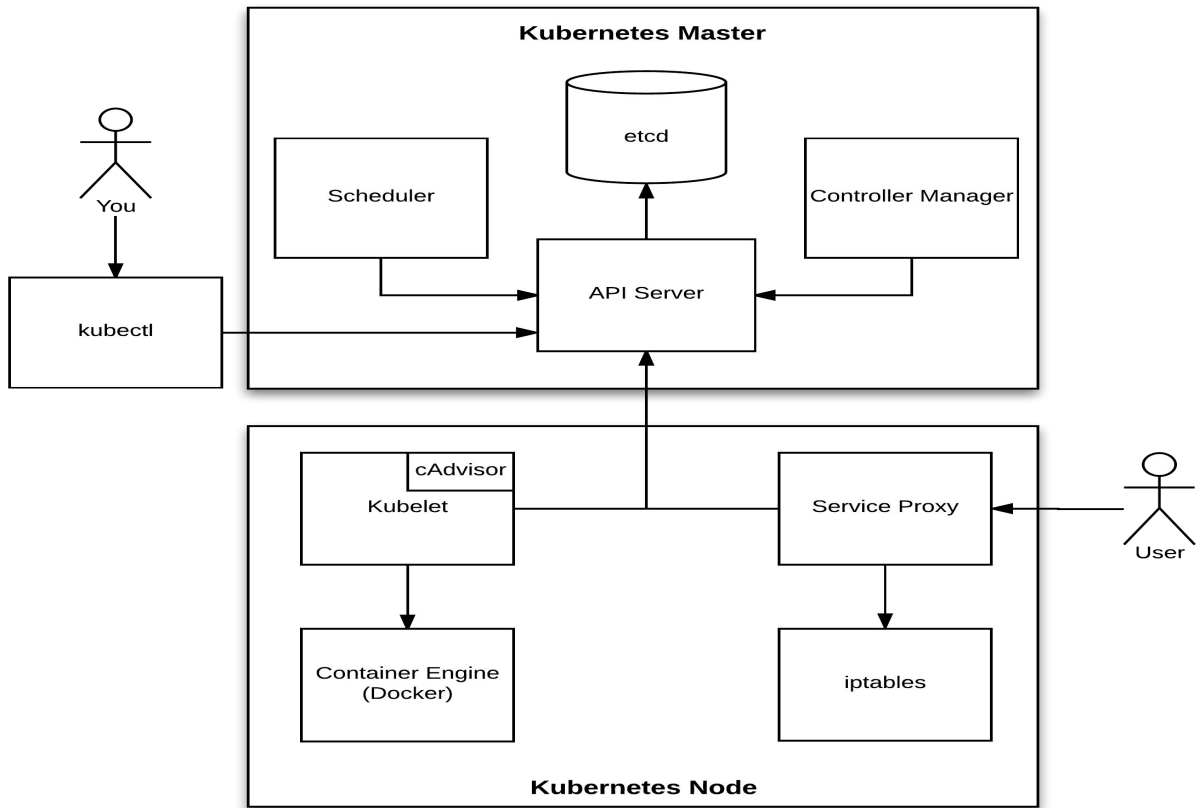 Kubernetes Master
etcd
Scheduler
Controller Manager
You
API Server
kubectl
cAdvisor
Kubelet
Service Proxy
User
Container Engine
(Docker)
iptables
Kubernetes Node